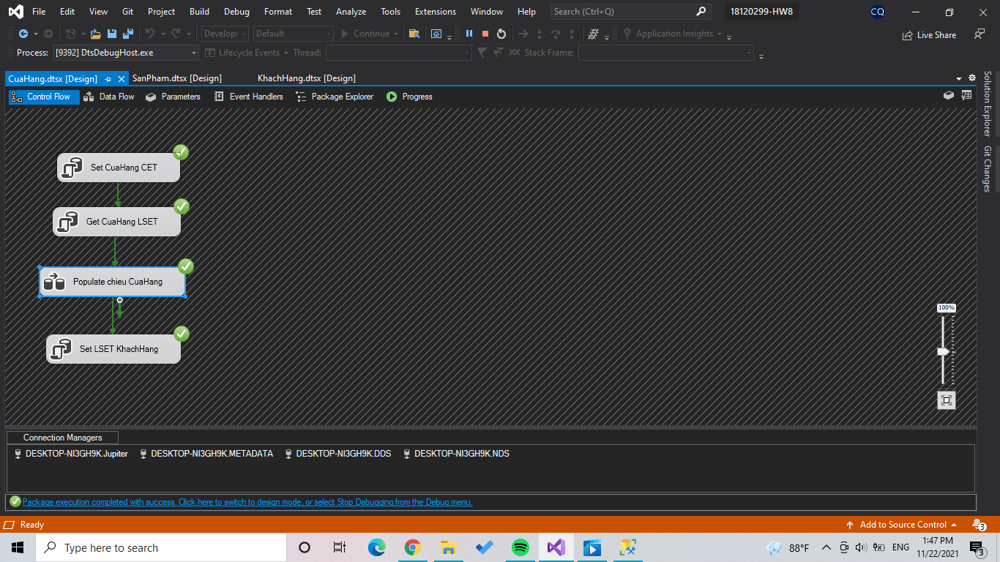 File Edit View Git Project Build Debug Format Test Analyze Tools Extensions Window Help Search (Ctrl+Q) 18120299-HW8 CQ
Develop Default Continue Application Insights Live Share
Process: [9392] DtsDebugHost.exe Lifecycle Events Thread: Stack Frame:
CuaHang.dtsx [Design] SanPham.dtsx [Design] KhachHang.dtsx [Design]
Control Flow Data Flow Parameters Event Handlers Package Explorer Progress
Solution Explorer
Git Changes
Set CuaHang CET
Get CuaHang LSET
Populate chieu CuaHang
Set LSET KhachHang
100%
Connection Managers
DESKTOP-NI3GH9K.Jupiter DESKTOP-NI3GH9K.METADATA DESKTOP-NI3GH9K.DDS DESKTOP-NI3GH9K.NDS
Package execution completed with success. Click here to switch to design mode, or select Stop Debugging from the Debug menu.
Ready Add to Source Control 3
Type here to search 88°F ENG 1:47 PM
11/22/2021 3